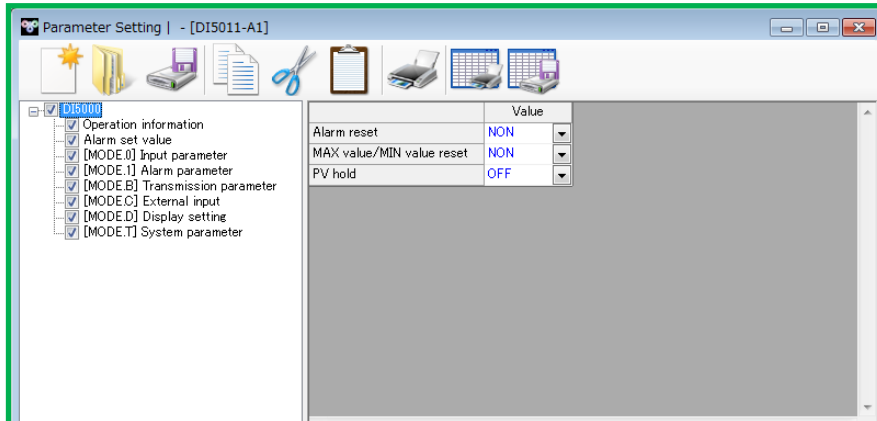 Parameter Setting | - [DI5011-A1]
DI5000
Operation information
Alarm set value
[MODE.0] Input parameter
[MODE.1] Alarm parameter
[MODE.B] Transmission parameter
[MODE.C] External input
[MODE.D] Display setting
[MODE.T] System parameter
Value
Alarm reset NON
MAX value/MIN value reset NON
PV hold OFF